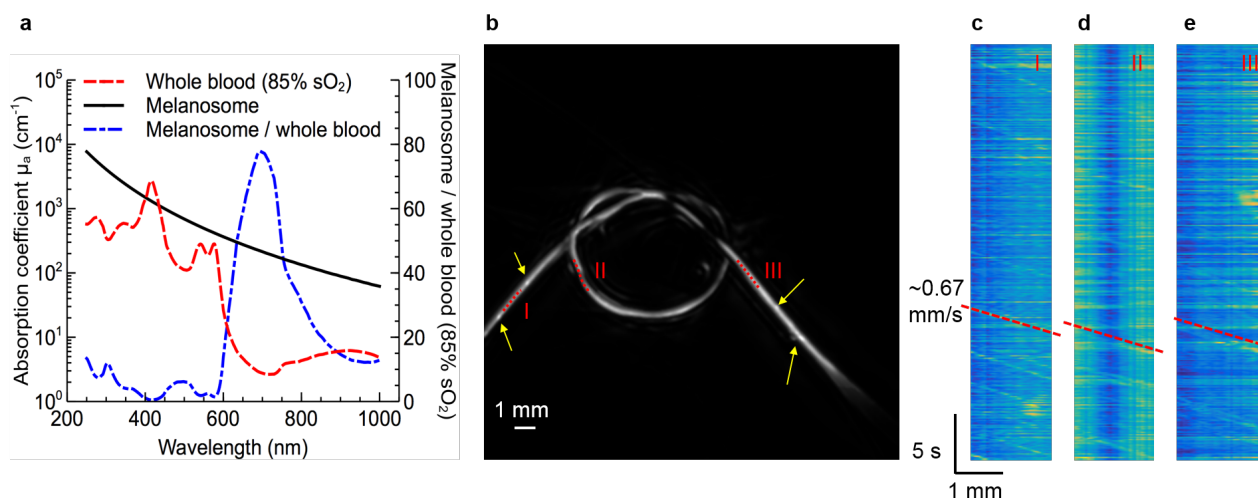 a
Absorption coefficient μₐ (cm⁻¹)
10⁵
10⁴
10³
10²
10¹
10⁰
Whole blood (85% sO₂)
Melanosome
Melanosome / whole blood
100
80
60
40
20
0
Melanosome / whole blood (85% sO₂)
200 400 600 800 1000
Wavelength (nm)
b
I
II
III
1 mm
c
d
e
I
II
III
~0.67
mm/s
5 s
1 mm